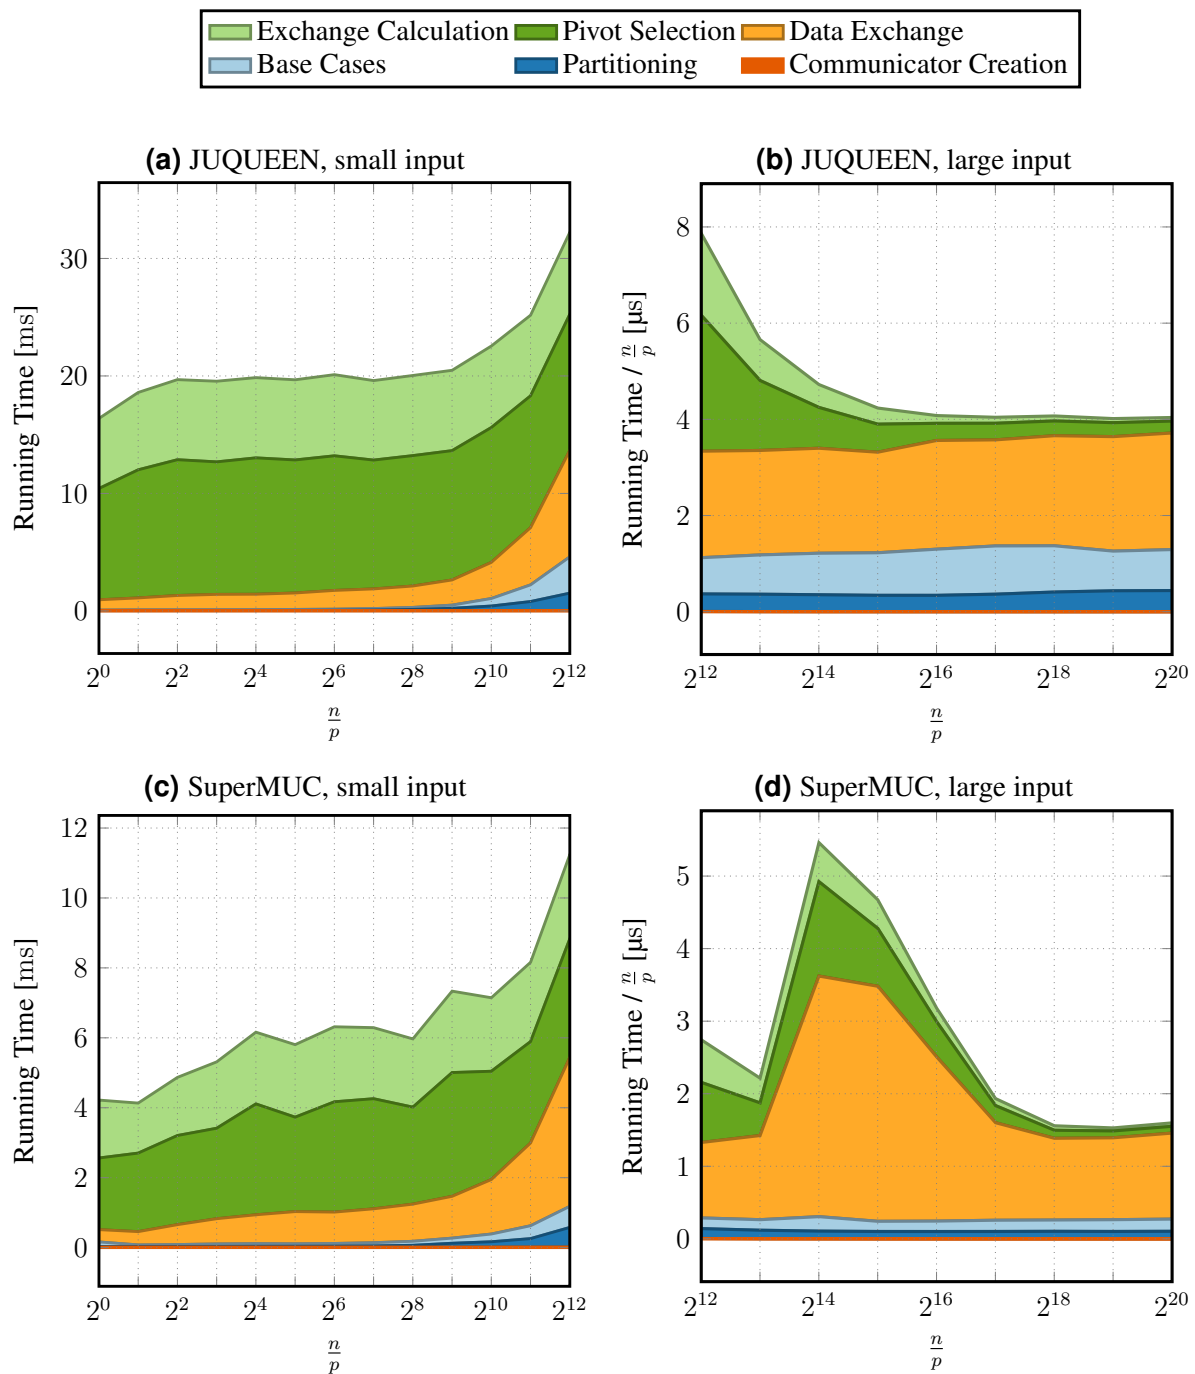 Exchange Calculation Pivot Selection Data Exchange
Base Cases Partitioning Communicator Creation
(a) JUQUEEN, small input
30
20
10
0
Running Time [ms]
2^0 2^2 2^4 2^6 2^8 2^10 2^12
n/p
(b) JUQUEEN, large input
8
6
4
2
0
Running Time / n/p [µs]
2^12 2^14 2^16 2^18 2^20
n/p
(c) SuperMUC, small input
12
10
8
6
4
2
0
Running Time [ms]
2^0 2^2 2^4 2^6 2^8 2^10 2^12
n/p
(d) SuperMUC, large input
5
4
3
2
1
0
Running Time / n/p [µs]
2^12 2^14 2^16 2^18 2^20
n/p